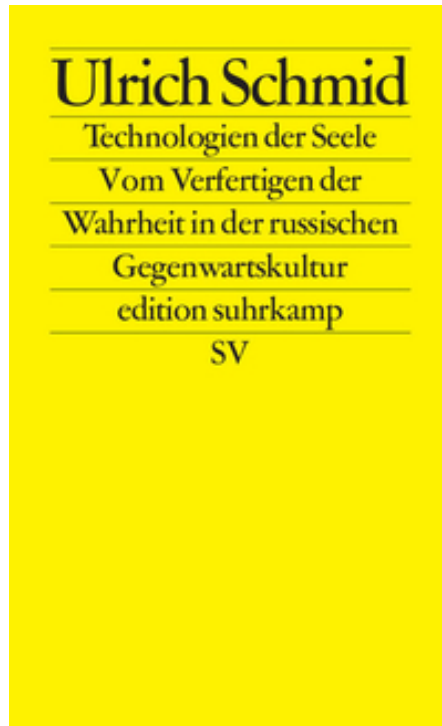 Ulrich Schmid
Technologien der Seele
Vom Verfertigen der
Wahrheit in der russischen
Gegenwartskultur
edition suhrkamp
SV